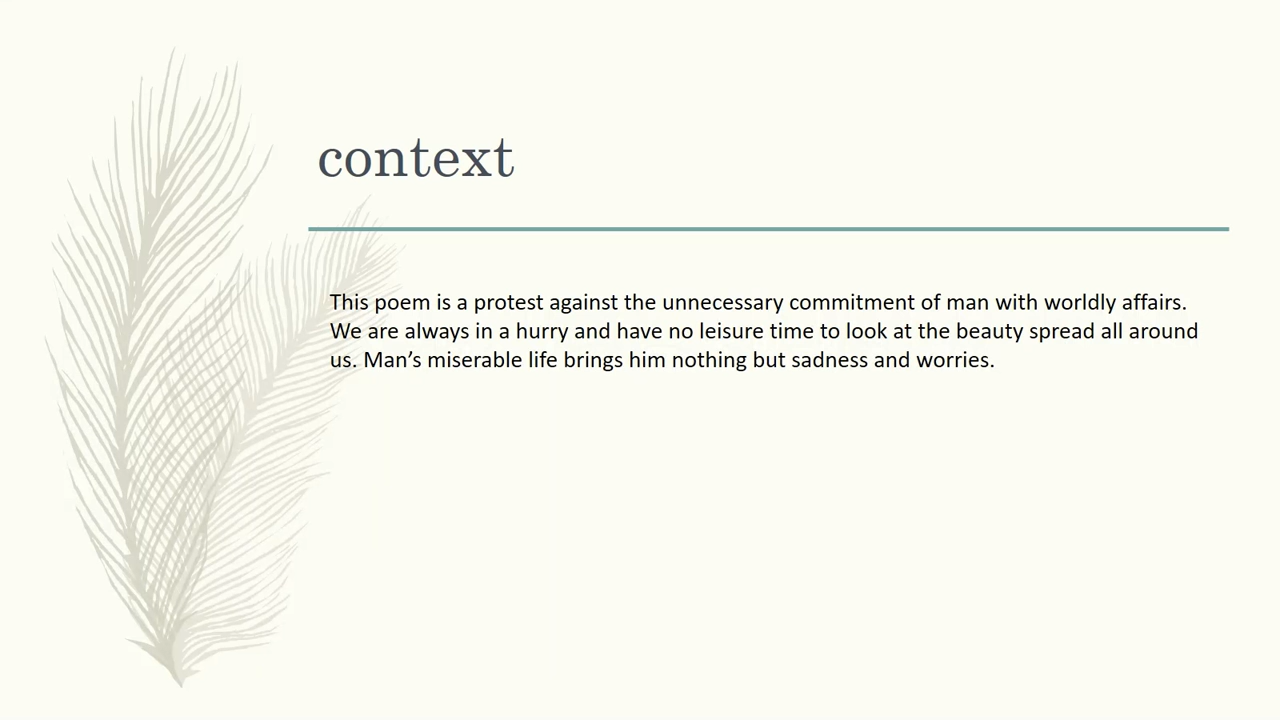 context
This poem is a protest against the unnecessary commitment of man with worldly affairs.
We are always in a hurry and have no leisure time to look at the beauty spread all around
us. Man’s miserable life brings him nothing but sadness and worries.